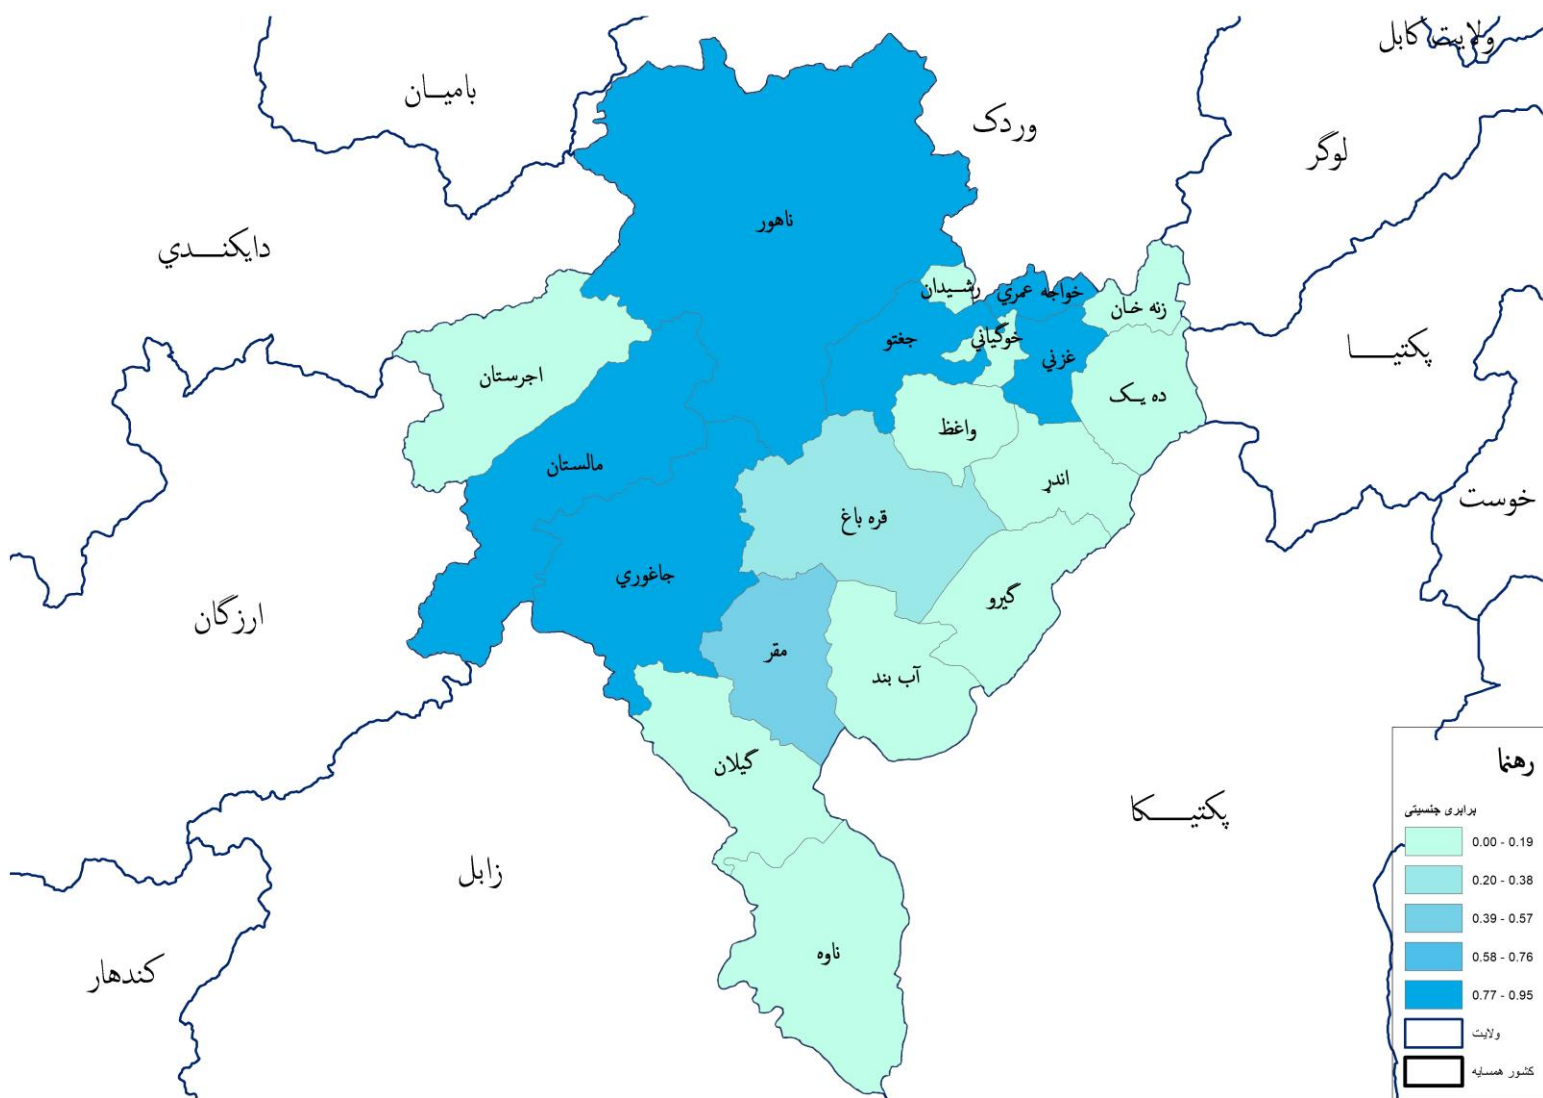 ولایت کابل
بامیان
وردک
لوگر
دایکندي
ناهور
رشیدان
خواجه عمري
زنه خان
جغتو
خوگیاني
غزني
پکتیا
اجرستان
ده یک
واغظ
مالستان
اندړ
خوست
قره باغ
جاغوري
گیرو
ارزگان
مقر
آب بند
گیلان
پکتیکا
زابل
ناوه
کندهار
رهنما
برابری جنسیتی
0.00 - 0.19
0.20 - 0.38
0.39 - 0.57
0.58 - 0.76
0.77 - 0.95
ولایت
کشور همسایه